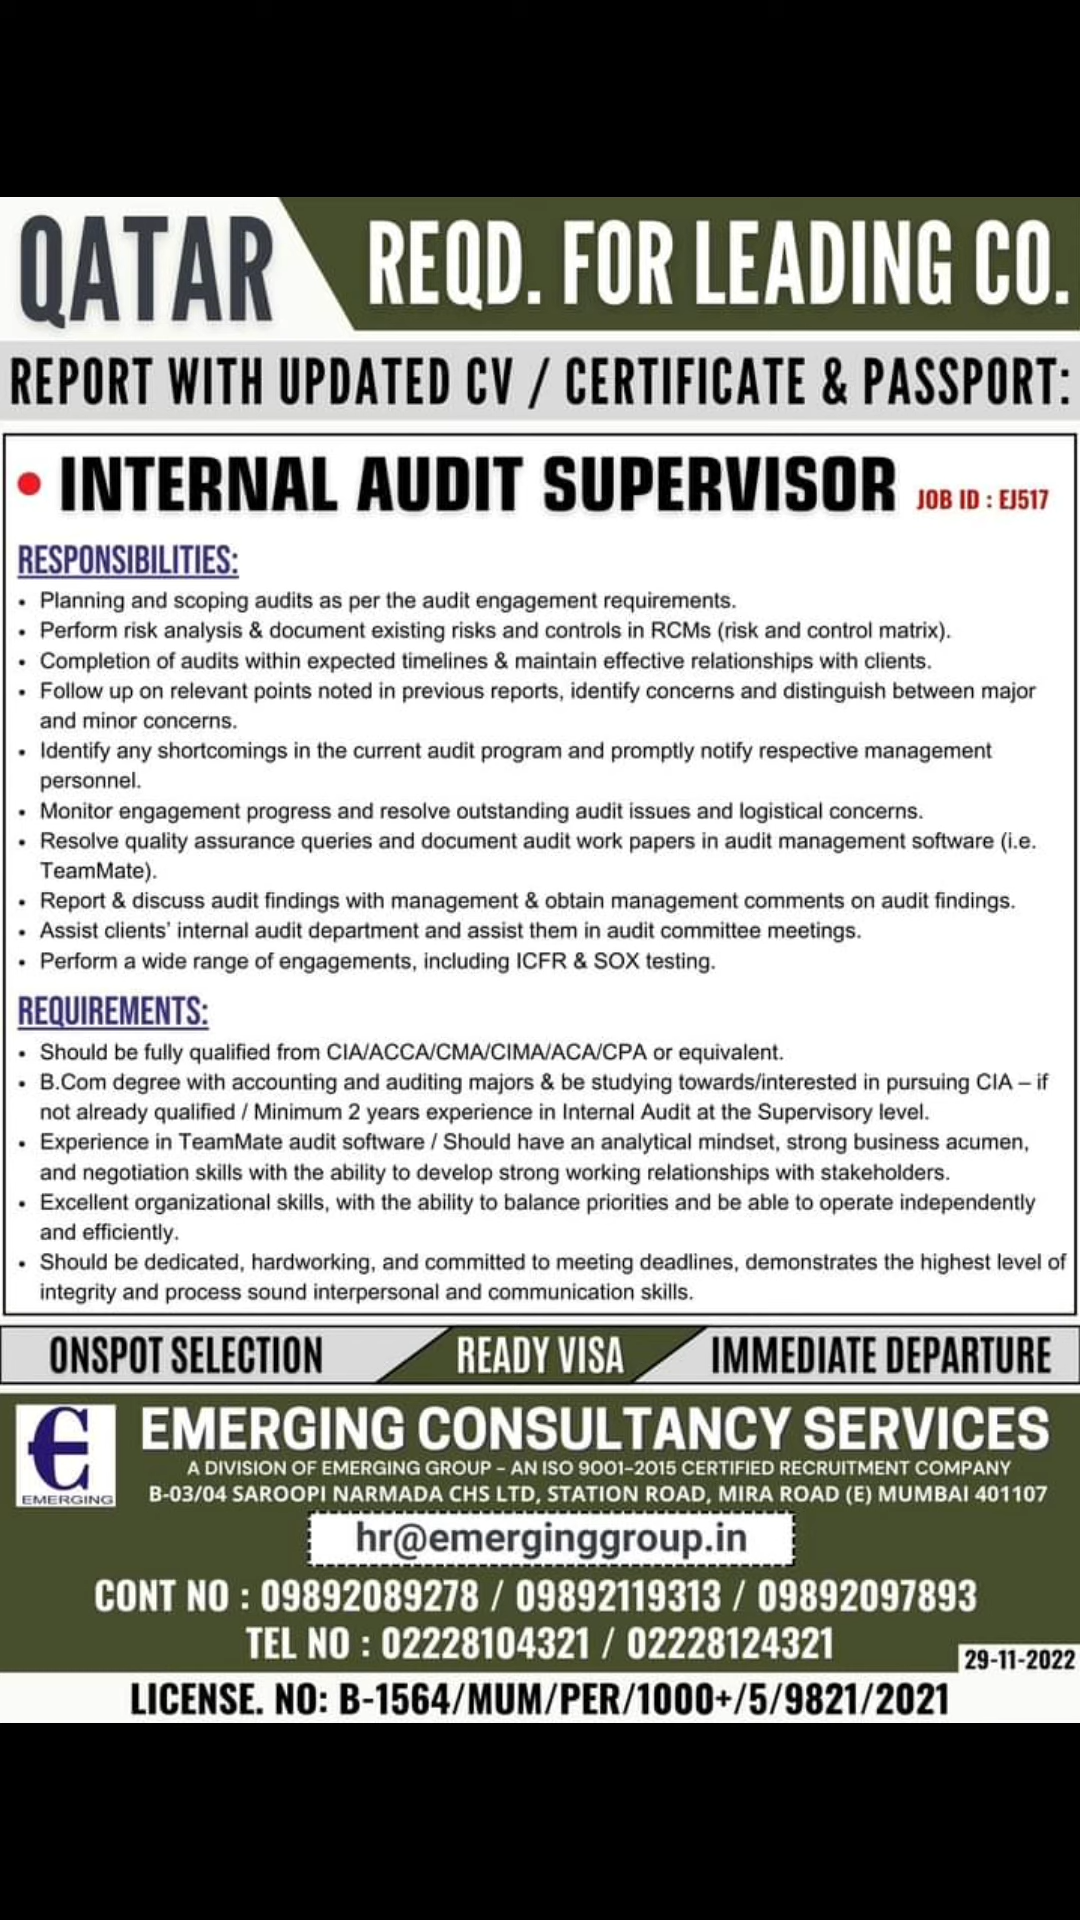 QATAR REQD. FOR LEADING CO.
REPORT WITH UPDATED CV / CERTIFICATE & PASSPORT:
• INTERNAL AUDIT SUPERVISOR JOB ID : EJ517
RESPONSIBILITIES:
• Planning and scoping audits as per the audit engagement requirements.
• Perform risk analysis & document existing risks and controls in RCMs (risk and control matrix).
• Completion of audits within expected timelines & maintain effective relationships with clients.
• Follow up on relevant points noted in previous reports, identify concerns and distinguish between major
and minor concerns.
• Identify any shortcomings in the current audit program and promptly notify respective management
personnel.
• Monitor engagement progress and resolve outstanding audit issues and logistical concerns.
• Resolve quality assurance queries and document audit work papers in audit management software (i.e.
TeamMate).
• Report & discuss audit findings with management & obtain management comments on audit findings.
• Assist clients' internal audit department and assist them in audit committee meetings.
• Perform a wide range of engagements, including ICFR & SOX testing.
REQUIREMENTS:
• Should be fully qualified from CIA/ACCA/CMA/CIMA/ACA/CPA or equivalent.
• B.Com degree with accounting and auditing majors & be studying towards/interested in pursuing CIA – if
not already qualified / Minimum 2 years experience in Internal Audit at the Supervisory level.
• Experience in TeamMate audit software / Should have an analytical mindset, strong business acumen,
and negotiation skills with the ability to develop strong working relationships with stakeholders.
• Excellent organizational skills, with the ability to balance priorities and be able to operate independently
and efficiently.
• Should be dedicated, hardworking, and committed to meeting deadlines, demonstrates the highest level of
integrity and process sound interpersonal and communication skills.
ONSPOT SELECTION READY VISA IMMEDIATE DEPARTURE
EMERGING
EMERGING CONSULTANCY SERVICES
A DIVISION OF EMERGING GROUP - AN ISO 9001-2015 CERTIFIED RECRUITMENT COMPANY
B-03/04 SAROOPI NARMADA CHS LTD, STATION ROAD, MIRA ROAD (E) MUMBAI 401107
hr@emerginggroup.in
CONT NO : 09892089278 / 09892119313 / 09892097893
TEL NO : 02228104321 / 02228124321
29-11-2022
LICENSE. NO: B-1564/MUM/PER/1000+/5/9821/2021